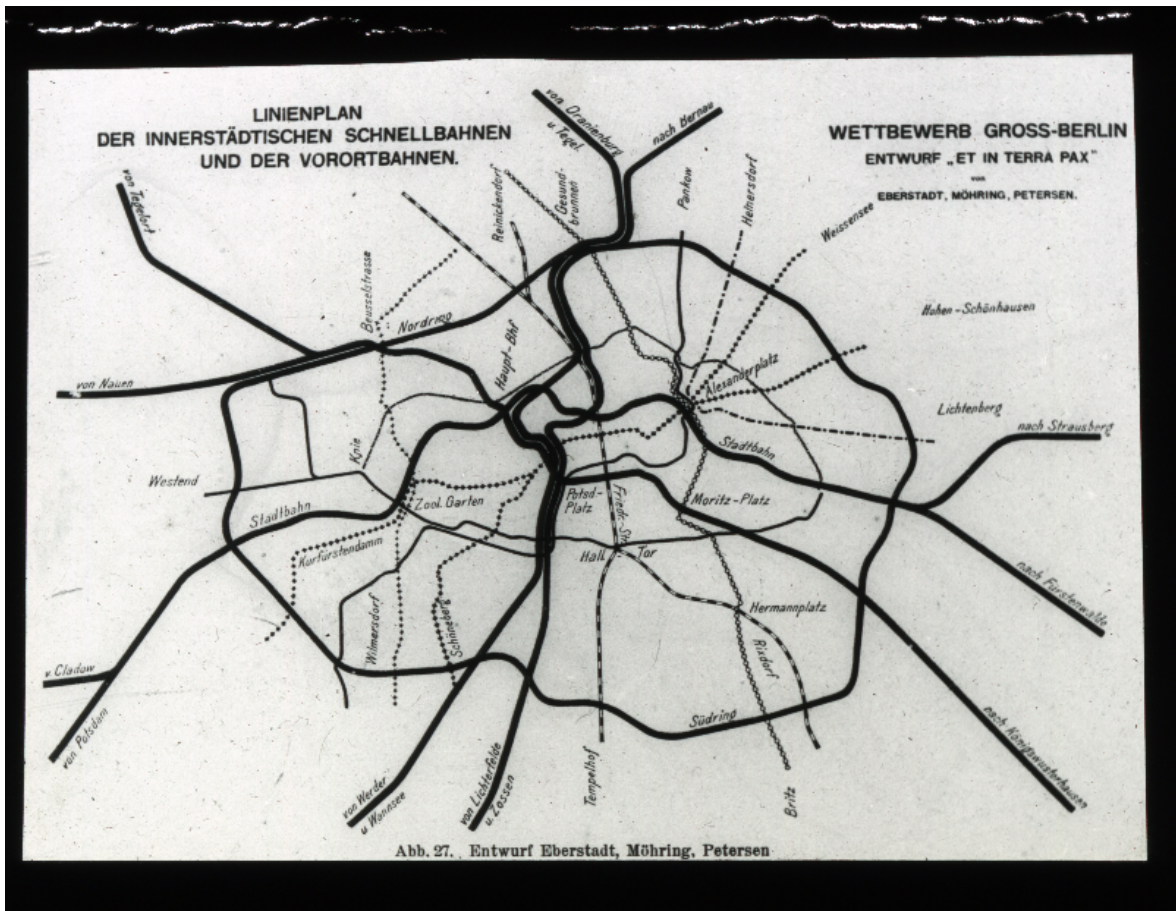 LINIENPLAN
DER INNERSTÄDTISCHEN SCHNELLBAHNEN
UND DER VORORTBAHNEN.
WETTBEWERB GROSS-BERLIN
ENTWURF „ET IN TERRA PAX"
von
EBERSTADT, MÖHRING, PETERSEN.
von Oranienburg
u. Tegel.
nach Bernau
von Tegelort
Reinickendorf
Gesund-
brunnen
Pankow
Heinersdorf
Weissensee
Beusselstrasse
Nordring
Hohen-Schönhausen
Haupt-Bhf
von Nauen
Alexanderplatz
Lichtenberg
nach Strausberg
Knie
Stadtbahn
Westend
Zool. Garten
Potsd-
Platz
Friedr.-Str.
Moritz-Platz
Stadtbahn
Kurfürstendamm
Hall. Tor
nach Fürstenwalde
Wilmersdorf
Schöneberg
Hermannplatz
Rixdorf
v. Cladow
von Potsdam
Südring
nach Königswusterhausen
von Werder
u. Wannsee
von Lichterfelde
u. Zossen
Tempelhof
Britz
Abb. 27. Entwurf Eberstadt, Möhring, Petersen